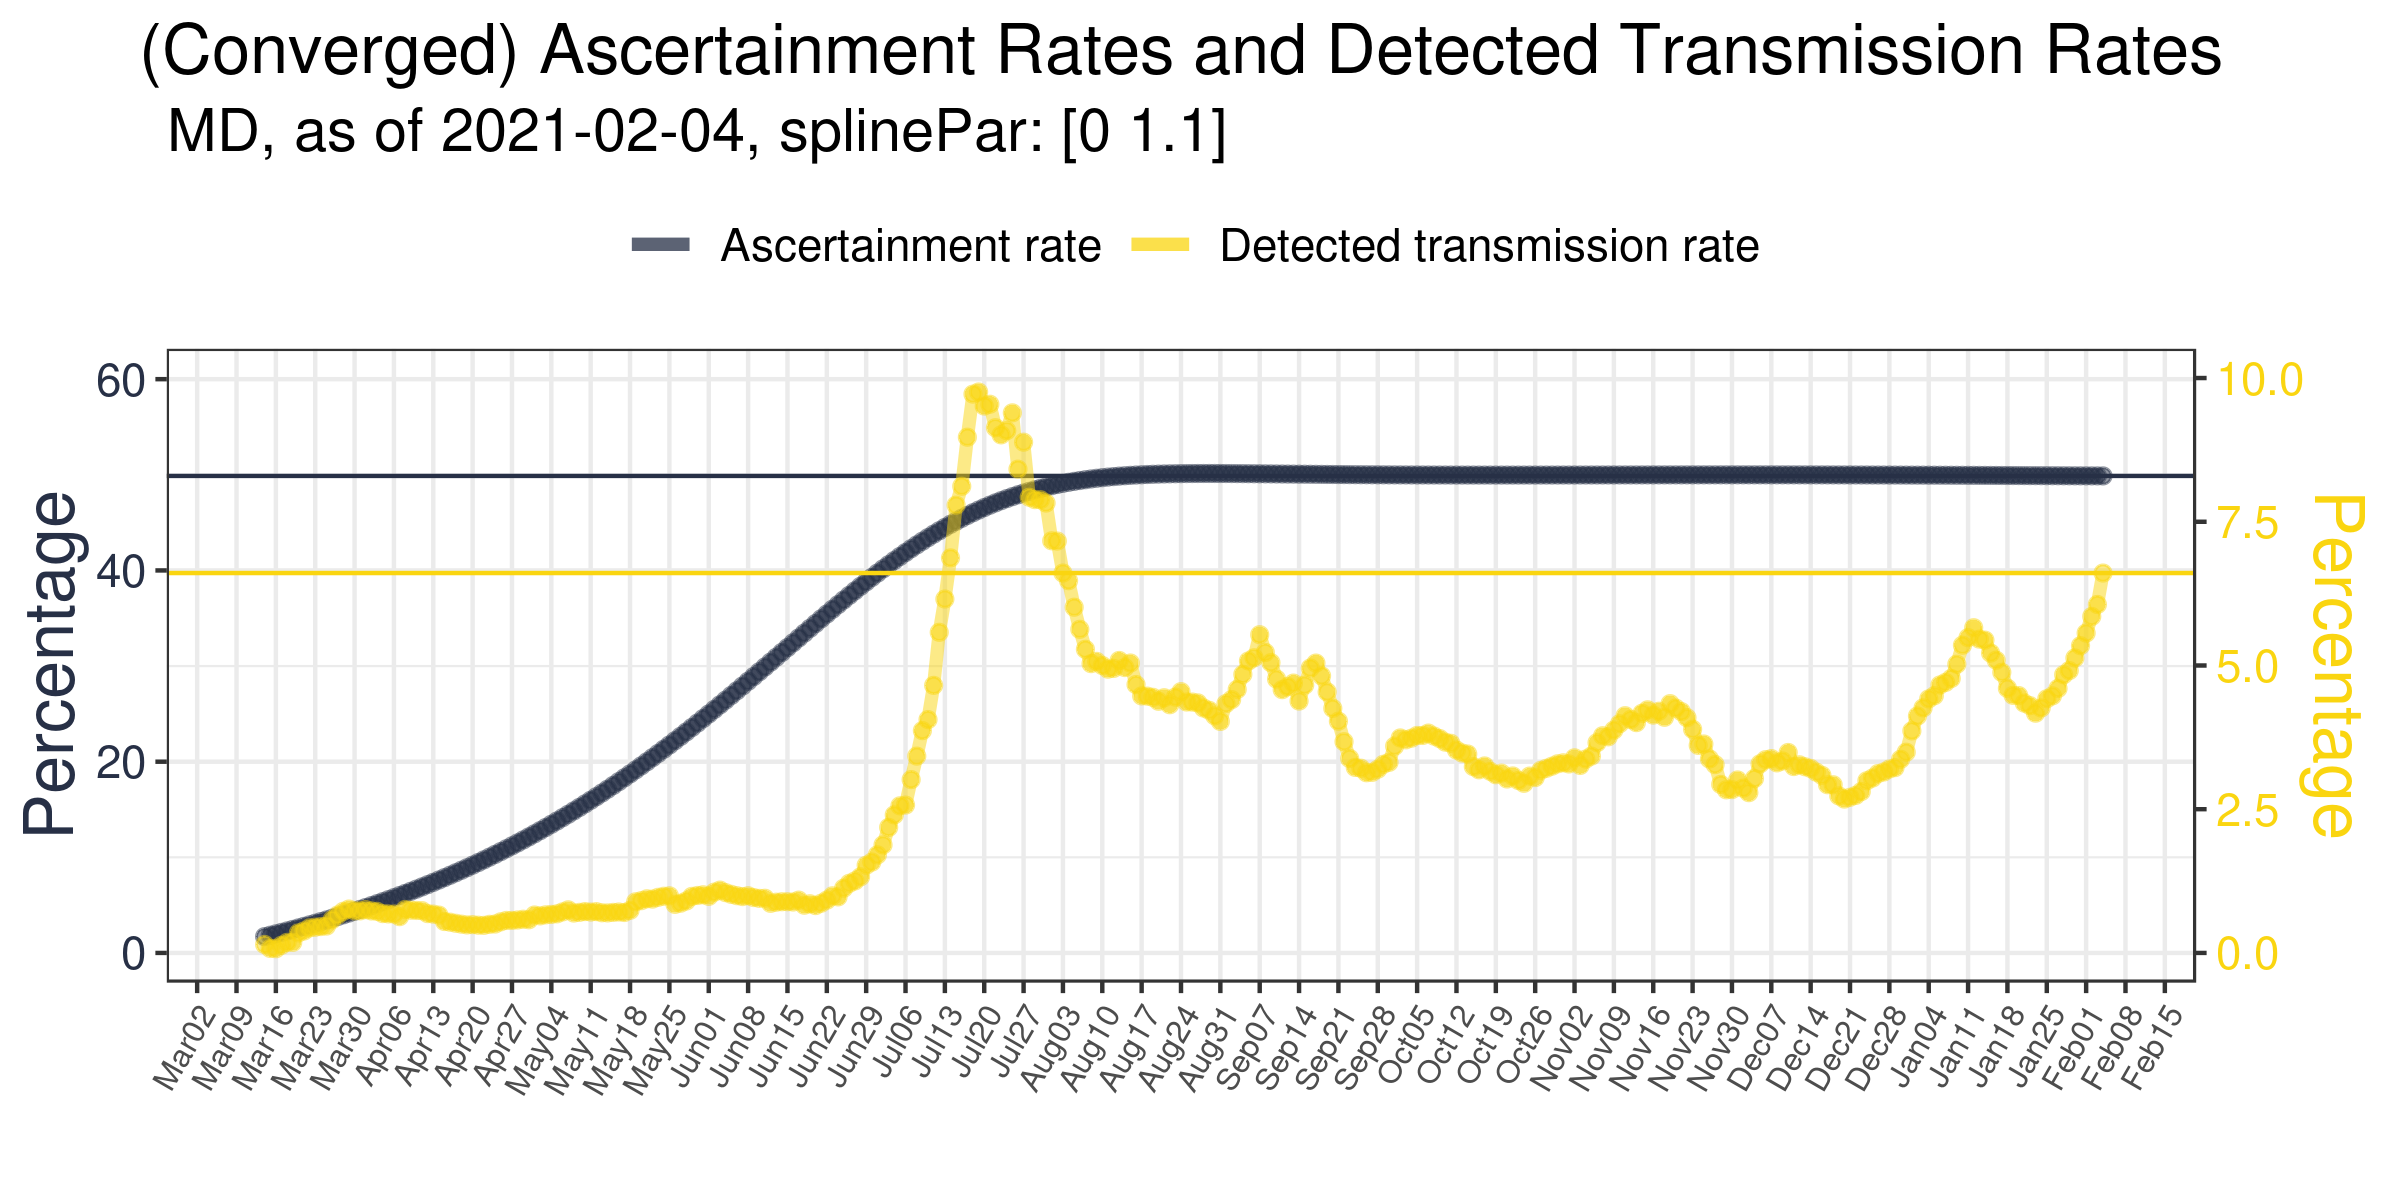 (Converged) Ascertainment Rates and Detected Transmission Rates
MD, as of 2021-02-04, splinePar: [0 1.1]
Ascertainment rate Detected transmission rate
Percentage
60
40
20
0
10.0
7.5
5.0
2.5
0.0
Percentage
Mar02
Mar09
Mar16
Mar23
Mar30
Apr06
Apr13
Apr20
Apr27
May04
May11
May18
May25
Jun01
Jun08
Jun15
Jun22
Jun29
Jul06
Jul13
Jul20
Jul27
Aug03
Aug10
Aug17
Aug24
Aug31
Sep07
Sep14
Sep21
Sep28
Oct05
Oct12
Oct19
Oct26
Nov02
Nov09
Nov16
Nov23
Nov30
Dec07
Dec14
Dec21
Dec28
Jan04
Jan11
Jan18
Jan25
Feb01
Feb08
Feb15